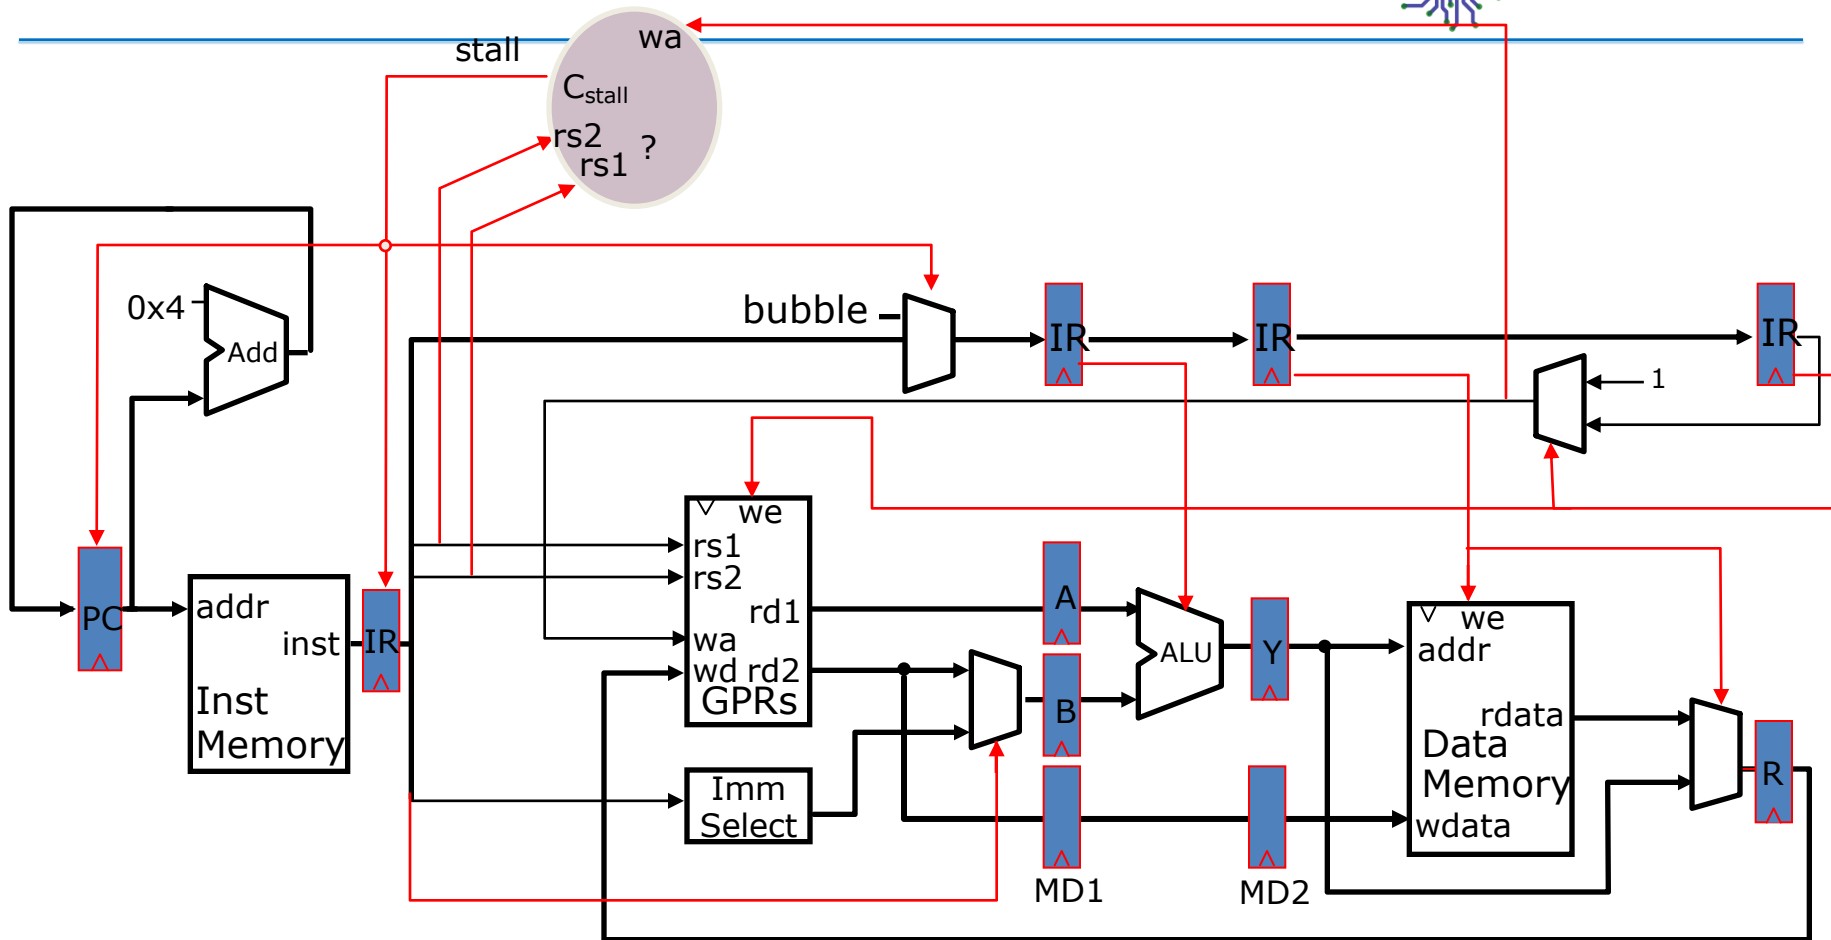 wa
stall
C_stall
rs2
rs1 ?
0x4
Add
bubble
IR
IR
IR
1
we
rs1
rs2
rd1
wa
wd rd2
GPRs
PC
addr
inst
Inst
Memory
IR
A
B
ALU
Y
we
addr
rdata
Data
Memory
wdata
R
Imm
Select
MD1
MD2